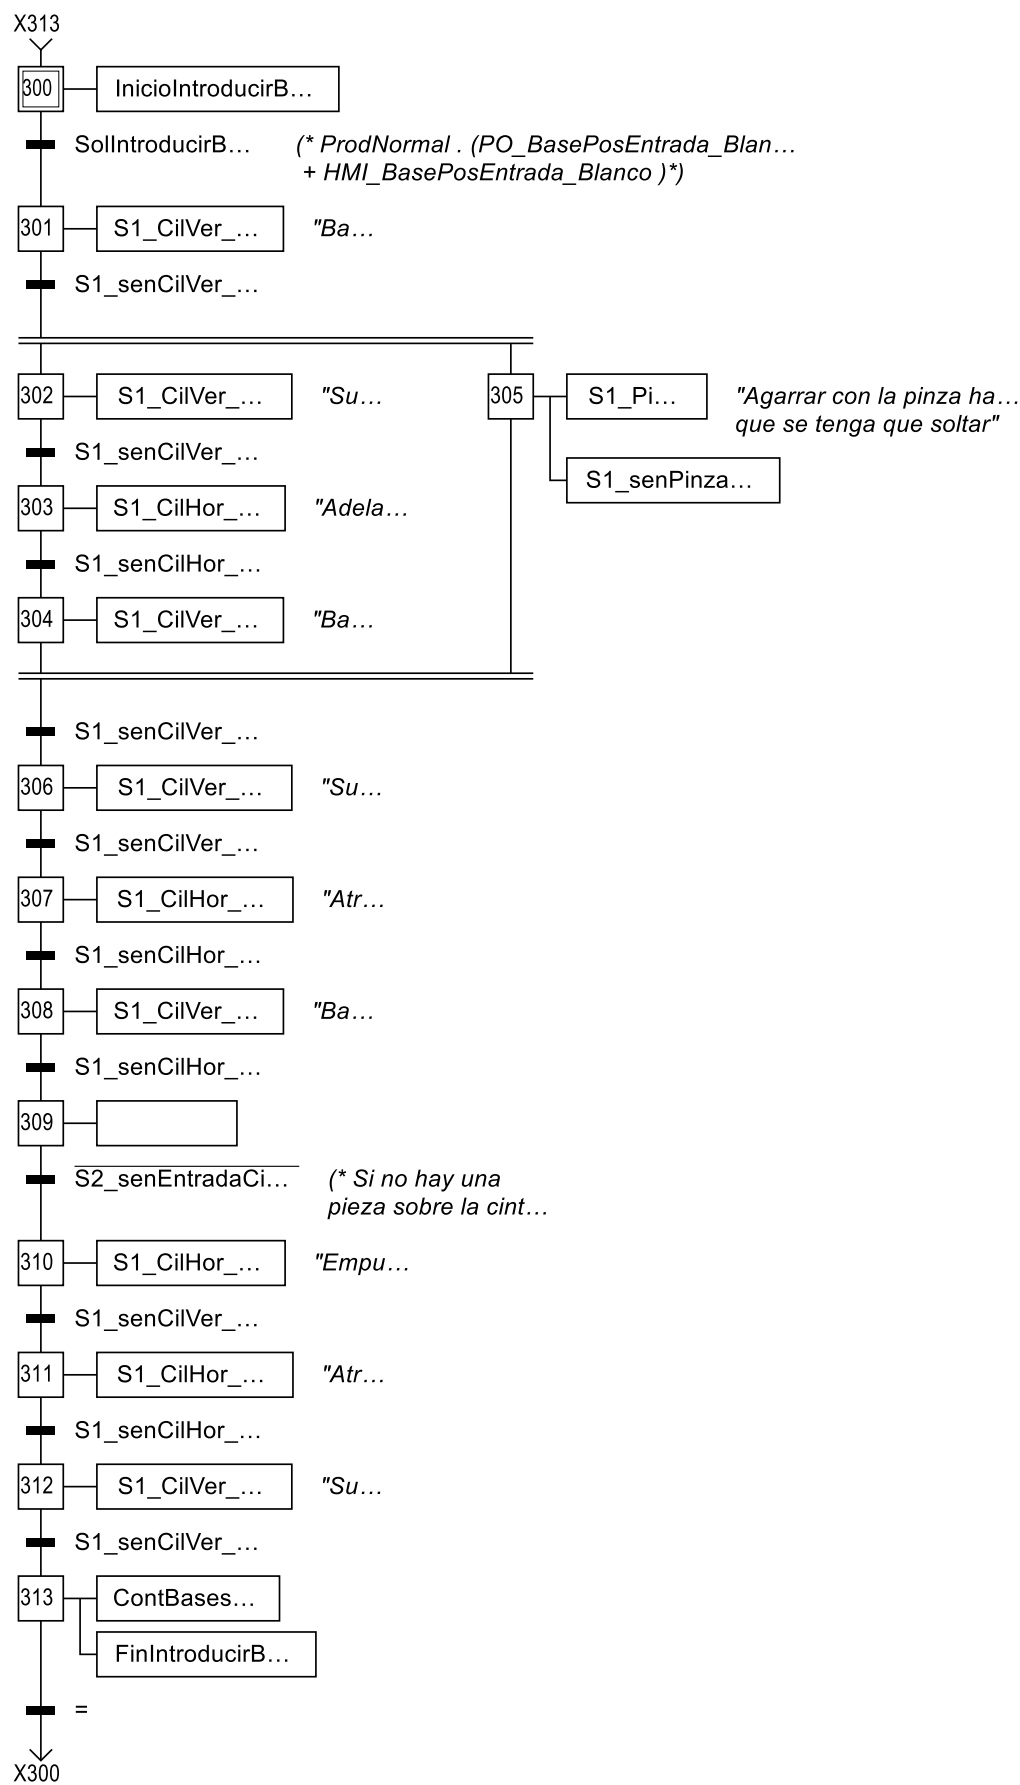 X313
300 InicioIntroducirB…
SolIntroducirB… (* ProdNormal . (PO_BasePosEntrada_Blan…
+ HMI_BasePosEntrada_Blanco )*)
301 S1_CilVer_… "Ba…
S1_senCilVer_…
302 S1_CilVer_… "Su… 305 S1_Pi… "Agarrar con la pinza ha…
que se tenga que soltar"
S1_senCilVer_…
S1_senPinza…
303 S1_CilHor_… "Adela…
S1_senCilHor_…
304 S1_CilVer_… "Ba…
S1_senCilVer_…
306 S1_CilVer_… "Su…
S1_senCilVer_…
307 S1_CilHor_… "Atr…
S1_senCilHor_…
308 S1_CilVer_… "Ba…
S1_senCilHor_…
309
S2_senEntradaCi… (* Si no hay una
pieza sobre la cint…
310 S1_CilHor_… "Empu…
S1_senCilVer_…
311 S1_CilHor_… "Atr…
S1_senCilHor_…
312 S1_CilVer_… "Su…
S1_senCilVer_…
313 ContBases…
FinIntroducirB…
=
X300